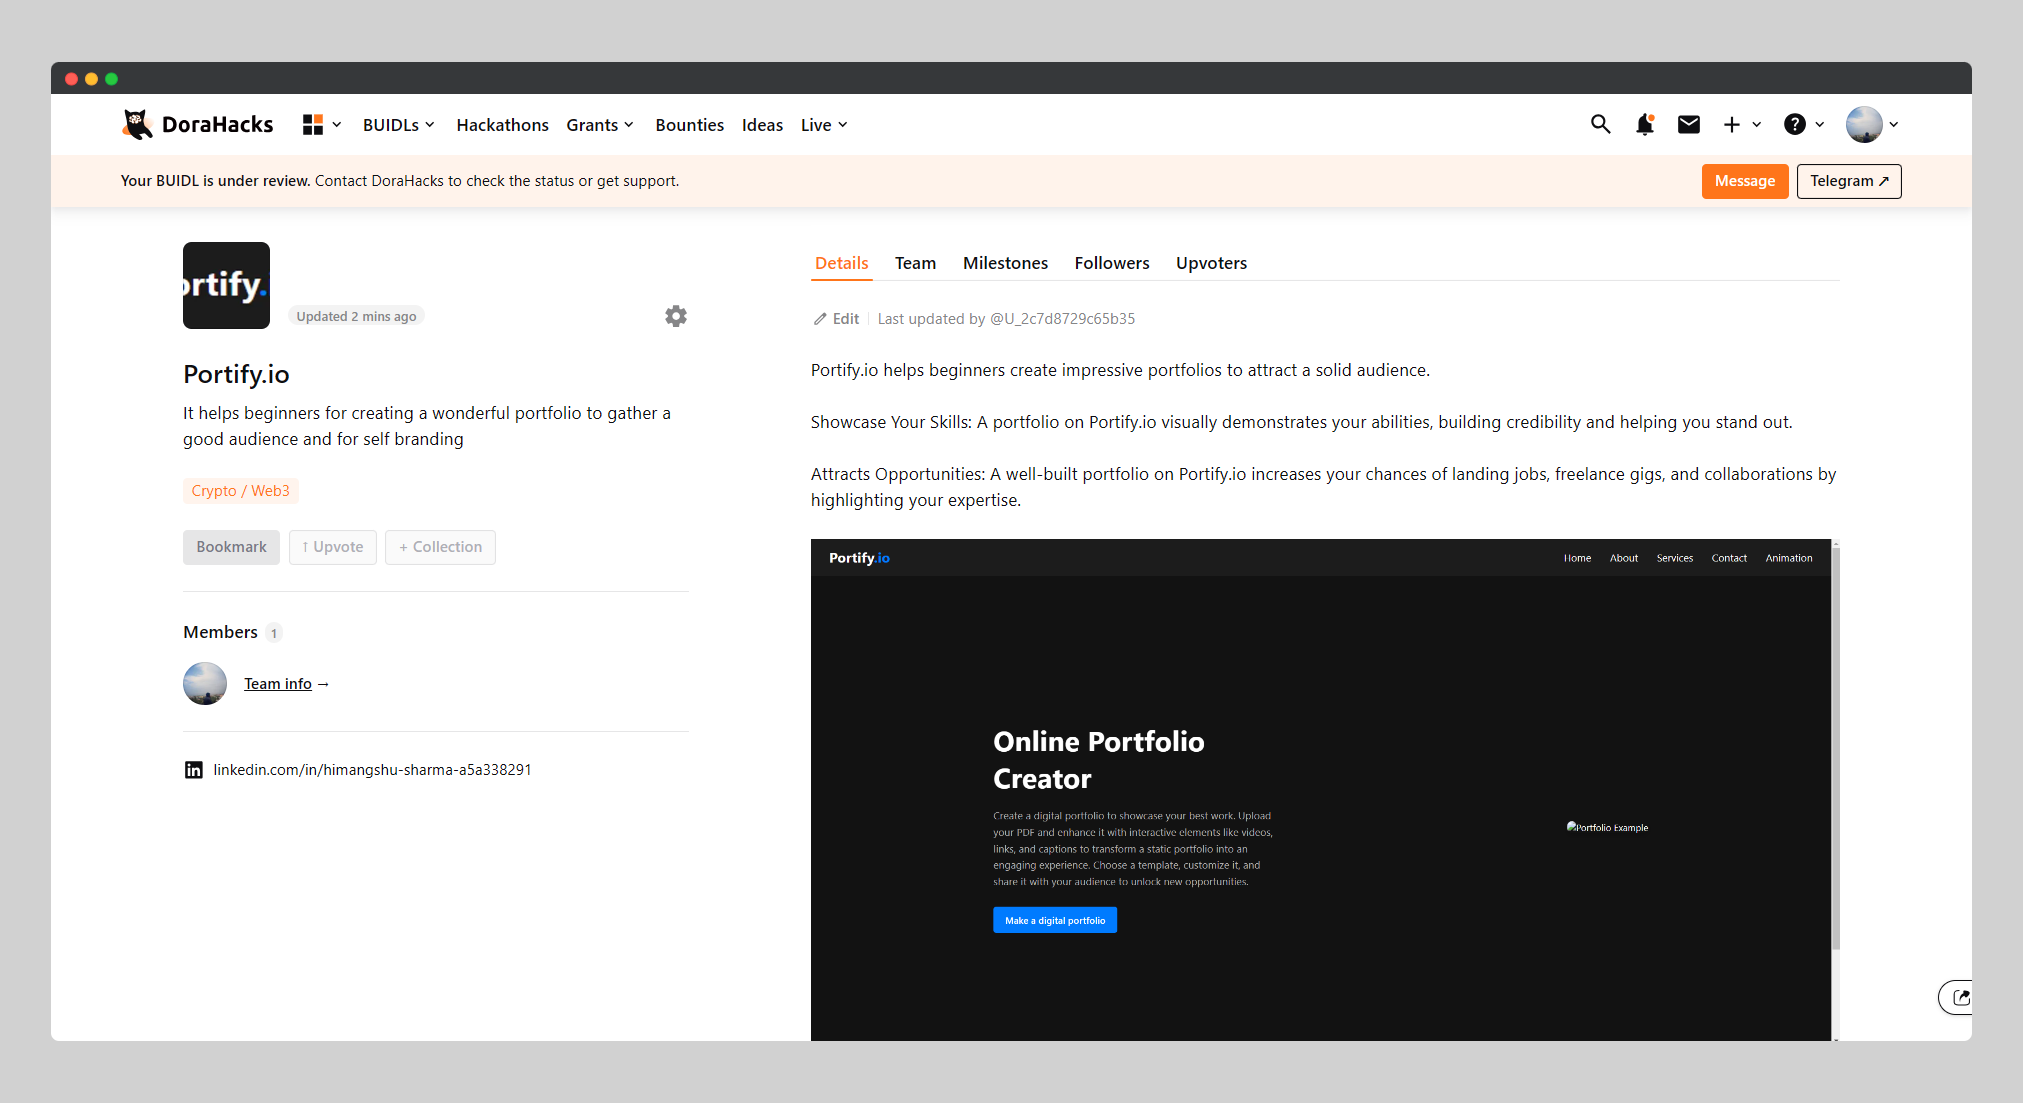 DoraHacks BUIDLs Hackathons Grants Bounties Ideas Live
Your BUIDL is under review. Contact DoraHacks to check the status or get support. Message Telegram ↗
ortify.
Updated 2 mins ago
Portify.io
It helps beginners for creating a wonderful portfolio to gather a
good audience and for self branding
Crypto / Web3
Bookmark ↑ Upvote + Collection
Members 1
Team info →
linkedin.com/in/himangshu-sharma-a5a338291
Details Team Milestones Followers Upvoters
Edit Last updated by @U_2c7d8729c65b35
Portify.io helps beginners create impressive portfolios to attract a solid audience.
Showcase Your Skills: A portfolio on Portify.io visually demonstrates your abilities, building credibility and helping you stand out.
Attracts Opportunities: A well-built portfolio on Portify.io increases your chances of landing jobs, freelance gigs, and collaborations by
highlighting your expertise.
Portify.io Home About Services Contact Animation
Online Portfolio
Creator
Create a digital portfolio to showcase your best work. Upload
your PDF and enhance it with interactive elements like videos,
links, and captions to transform a static portfolio into an
engaging experience. Choose a template, customize it, and
share it with your audience to unlock new opportunities.
Make a digital portfolio
Portfolio Example